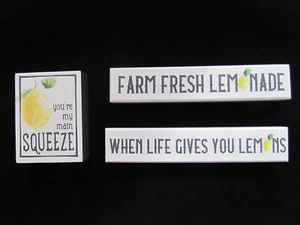 you're
my
main
SQUEEZE
FARM FRESH LEMONADE
WHEN LIFE GIVES YOU LEMONS